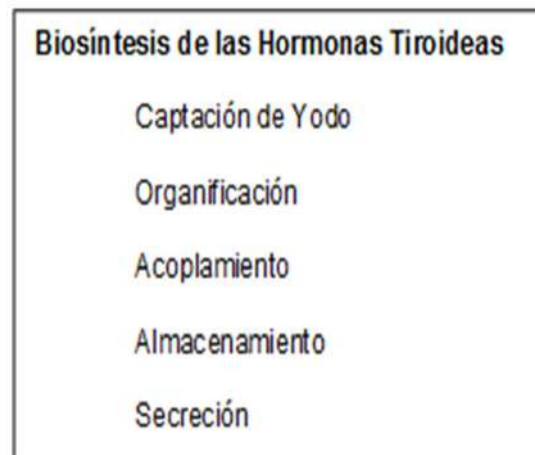 Biosíntesis de las Hormonas Tiroideas
Captación de Yodo
Organificación
Acoplamiento
Almacenamiento
Secreción